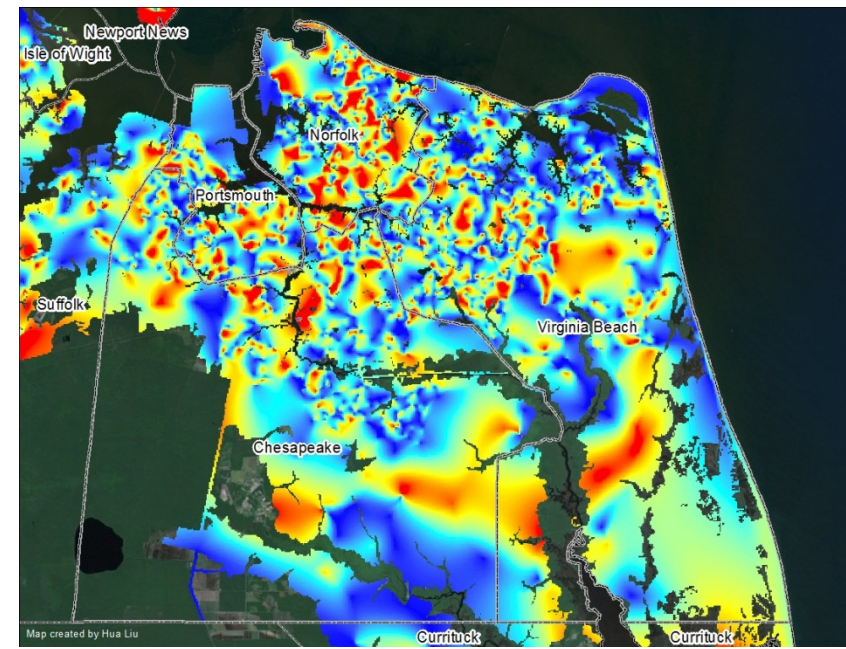 Newport News
Isle of Wight
Norfolk
Portsmouth
Suffolk
Virginia Beach
Chesapeake
Map created by Hua Liu
Currituck
Currituck